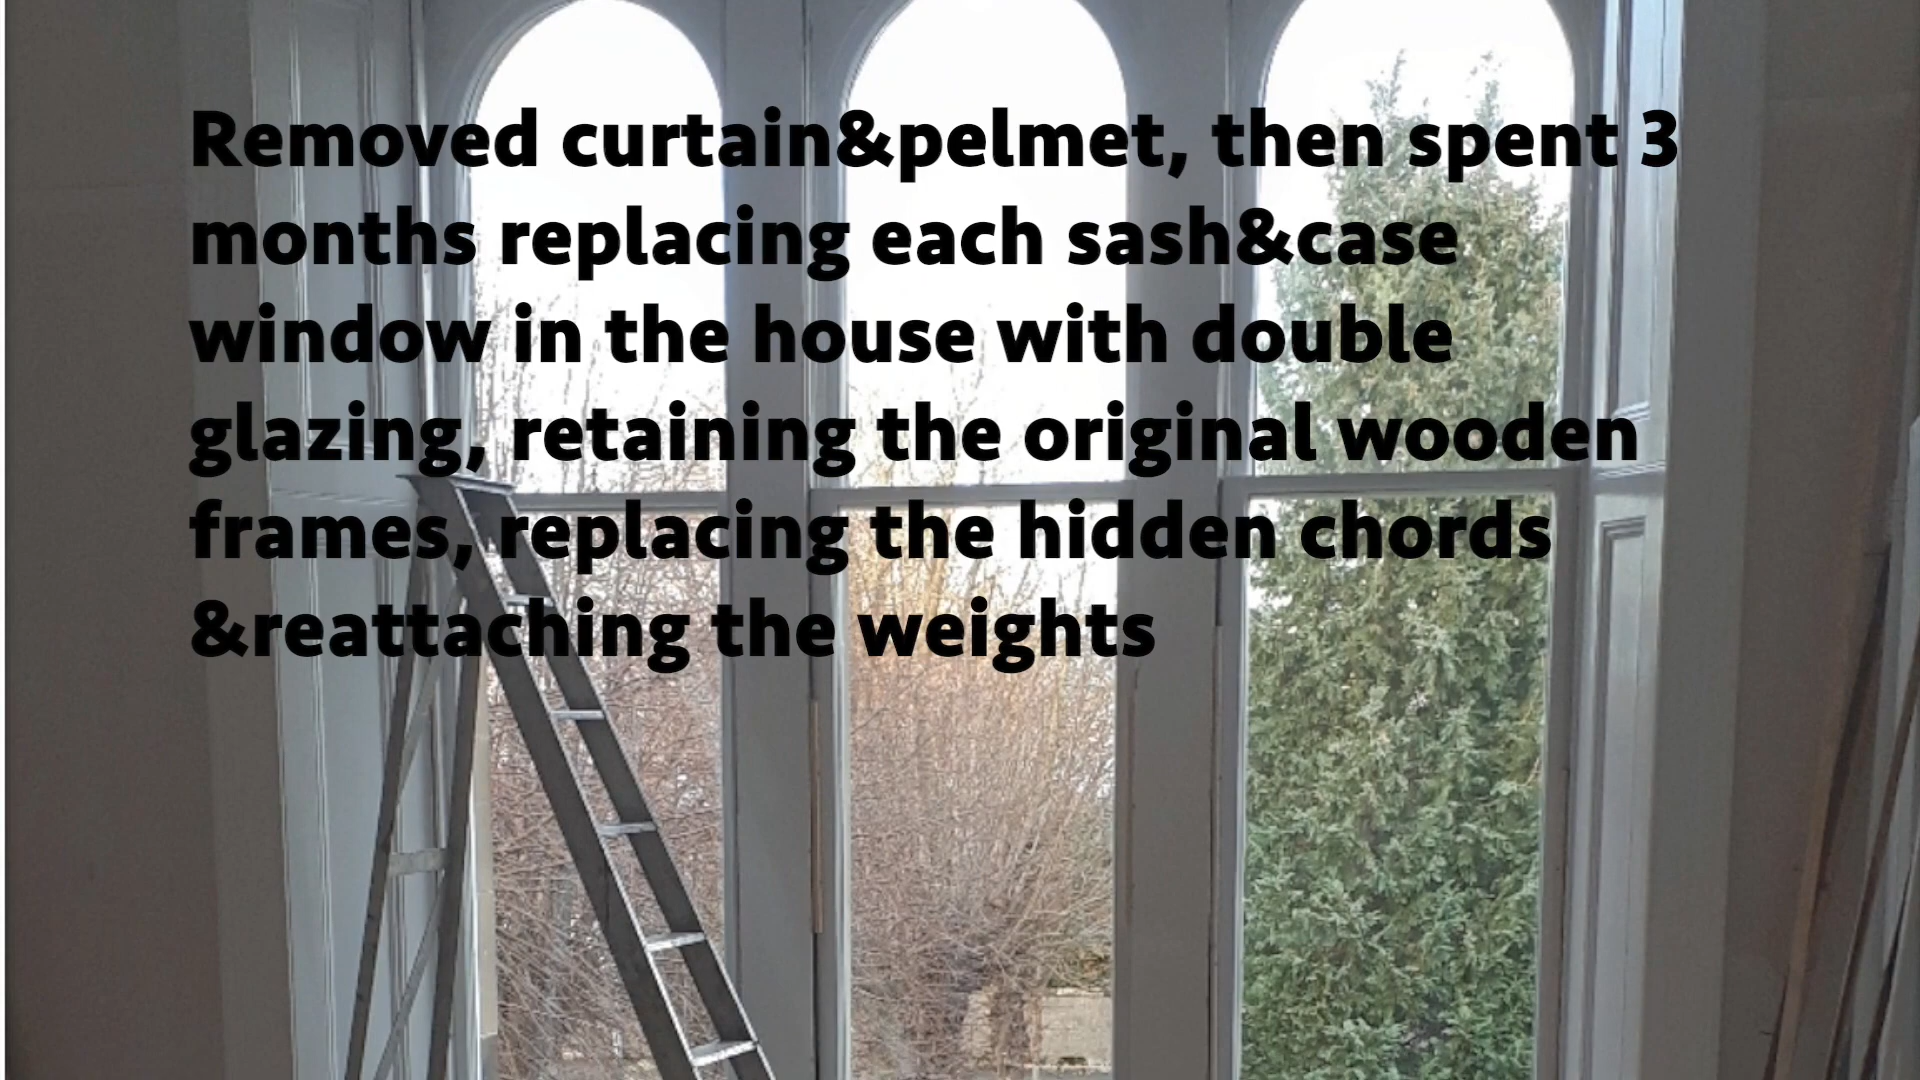 Removed curtain&pelmet, then spent 3
months replacing each sash&case
window in the house with double
glazing, retaining the original wooden
frames, replacing the hidden chords
&reattaching the weights